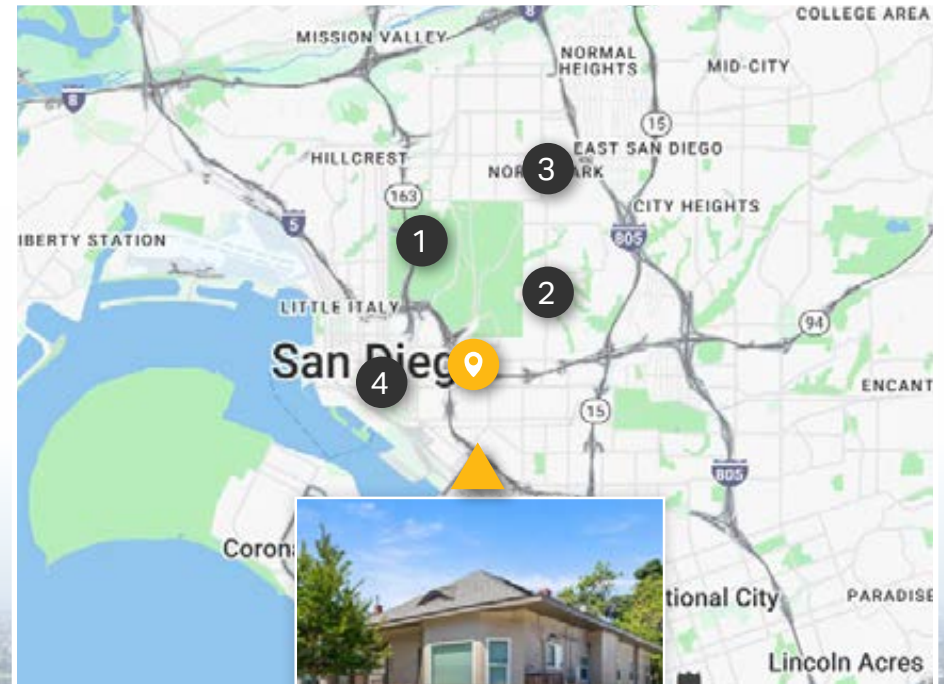 COLLEGE AREA
8
MISSION VALLEY
NORMAL
HEIGHTS
MID-CITY
8
15
EAST SAN DIEGO
HILLCREST
3
163
CITY HEIGHTS
5
805
IBERTY STATION
1
2
LITTLE ITALY
94
San Dieg
4
ENCANT
15
805
Corona
tional City
PARADISE
Lincoln Acres